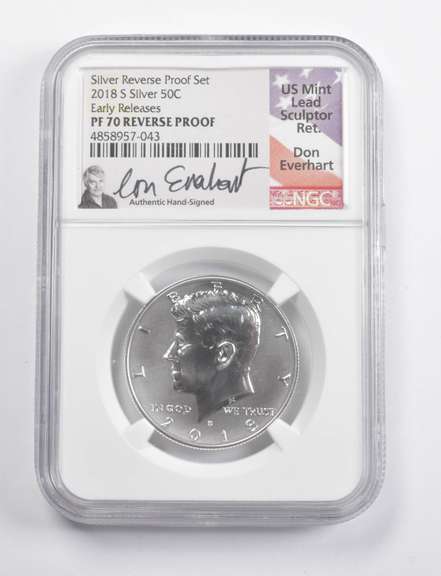 Silver Reverse Proof Set
2018 S Silver 50C
Early Releases
PF 70 REVERSE PROOF
4858957-043
Don Everhart
Authentic Hand-Signed
US Mint
Lead
Sculptor
Ret.
Don
Everhart
NGC
LIBERTY
IN GOD WE TRUST
S
2018